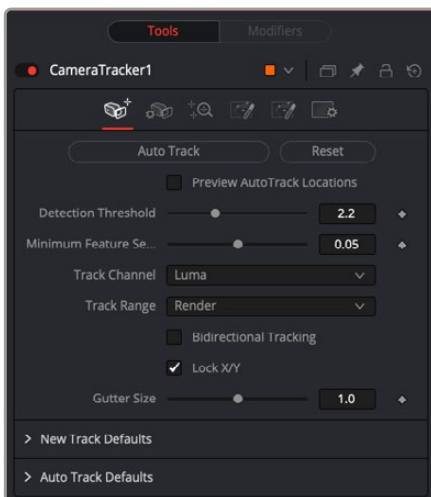 Tools Modifiers
CameraTracker1
Auto Track Reset
Preview AutoTrack Locations
Detection Threshold 2.2
Minimum Feature Se... 0.05
Track Channel Luma
Track Range Render
Bidirectional Tracking
Lock X/Y
Gutter Size 1.0
New Track Defaults
Auto Track Defaults